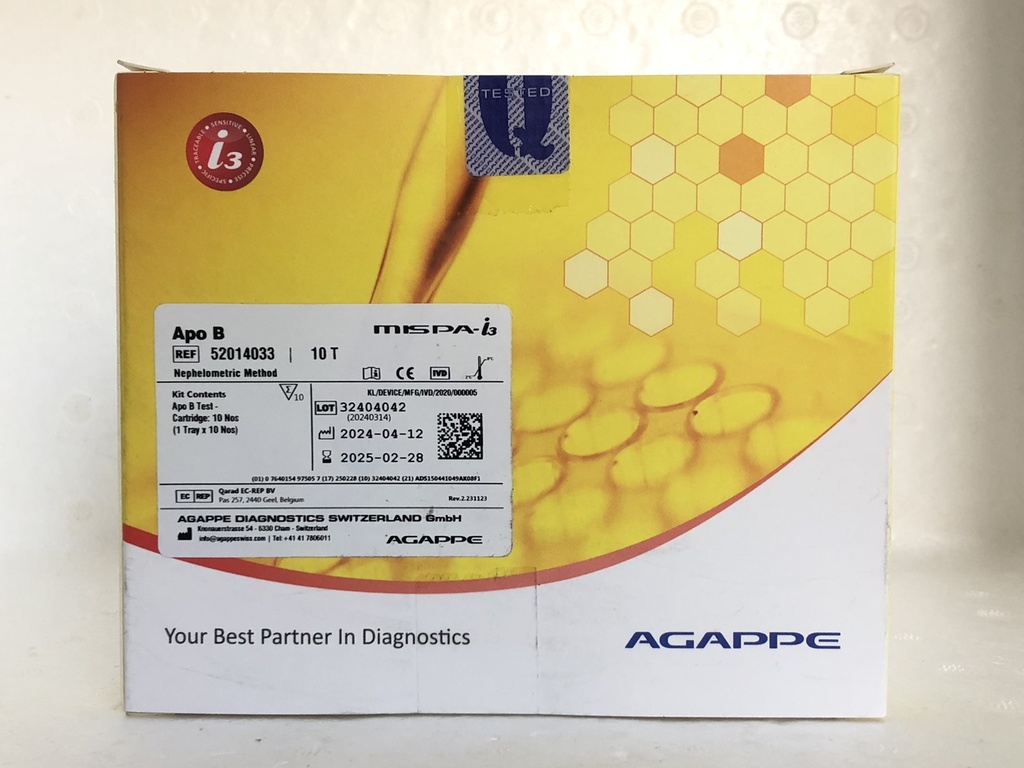 TESTED
TRACEABLE • SENSITIVE • LINEAR • PRECISE • SPECIFIC •
i3
Apo B
MISPA-i3
REF 52014033 | 10 T
Nephelometric Method
CE IVD
2°C 8°C
KL/DEVICE/MFG/IVD/2020/000005
Kit Contents
Σ 10
Apo B Test -
Cartridge: 10 Nos
(1 Tray x 10 Nos)
LOT 32404042
(20240314)
2024-04-12
2025-02-28
(01) 0 7640154 97505 7 (17) 250228 (10) 32404042 (21) ADS150441049AK08F1
EC REP Qarad EC-REP BV
Pas 257, 2440 Geel, Belgium
Rev.2.231123
AGAPPE DIAGNOSTICS SWITZERLAND GmbH
Knonauerstrasse 54 - 6330 Cham - Switzerland
info@agappeswiss.com | Tel: +41 41 7806011
AGAPPE
Your Best Partner In Diagnostics
AGAPPE